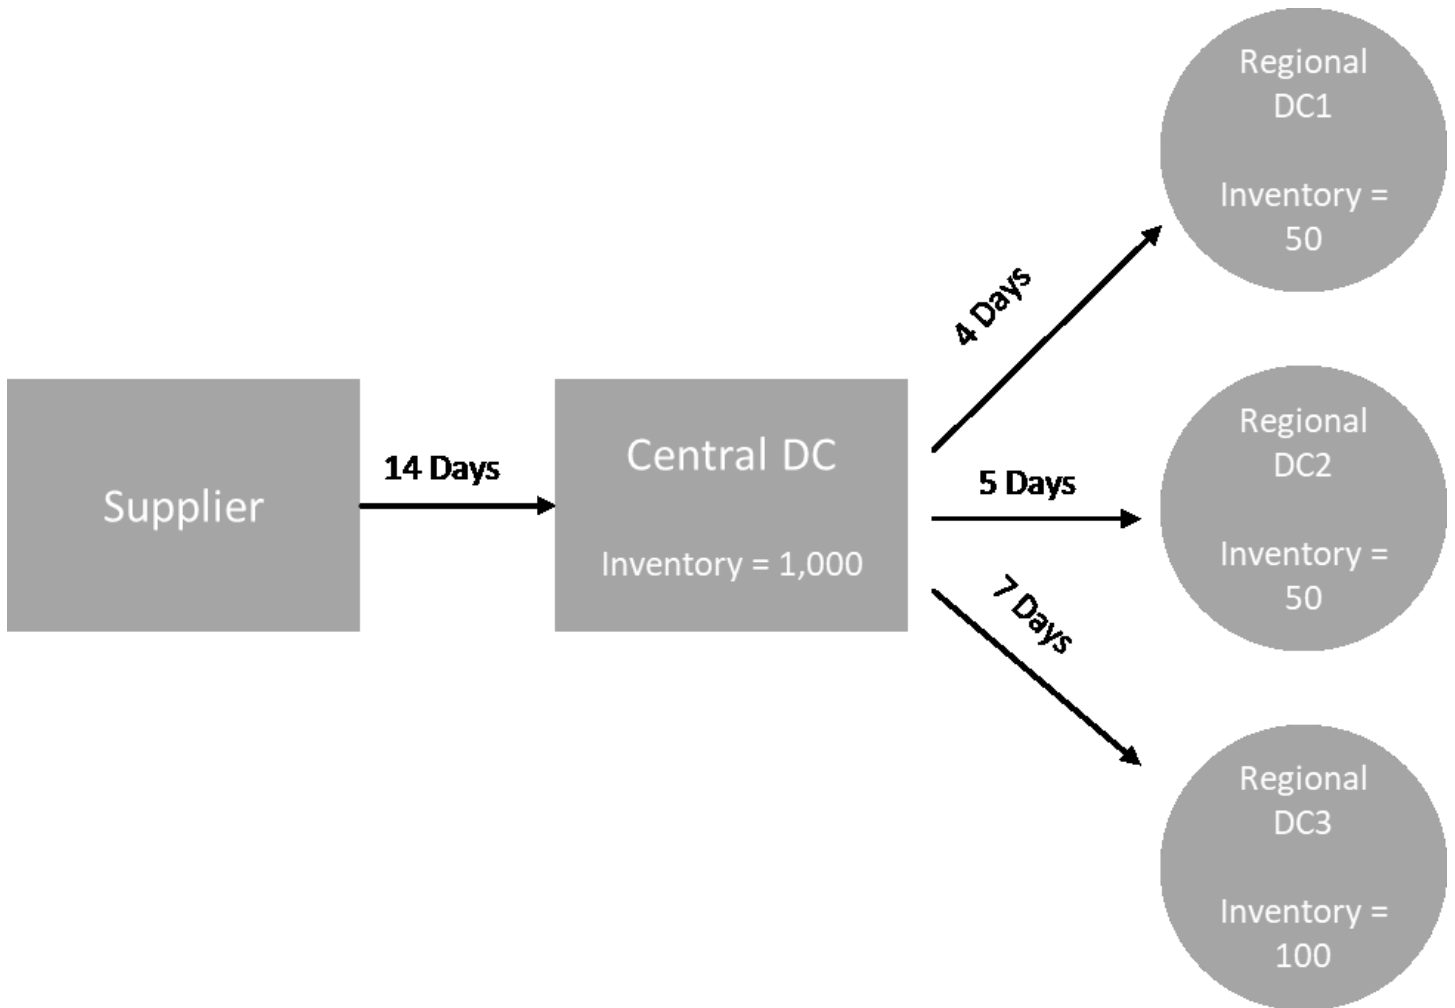 Supplier
14 Days
Central DC
Inventory = 1,000
4 Days
5 Days
7 Days
Regional
DC1
Inventory =
50
Regional
DC2
Inventory =
50
Regional
DC3
Inventory =
100